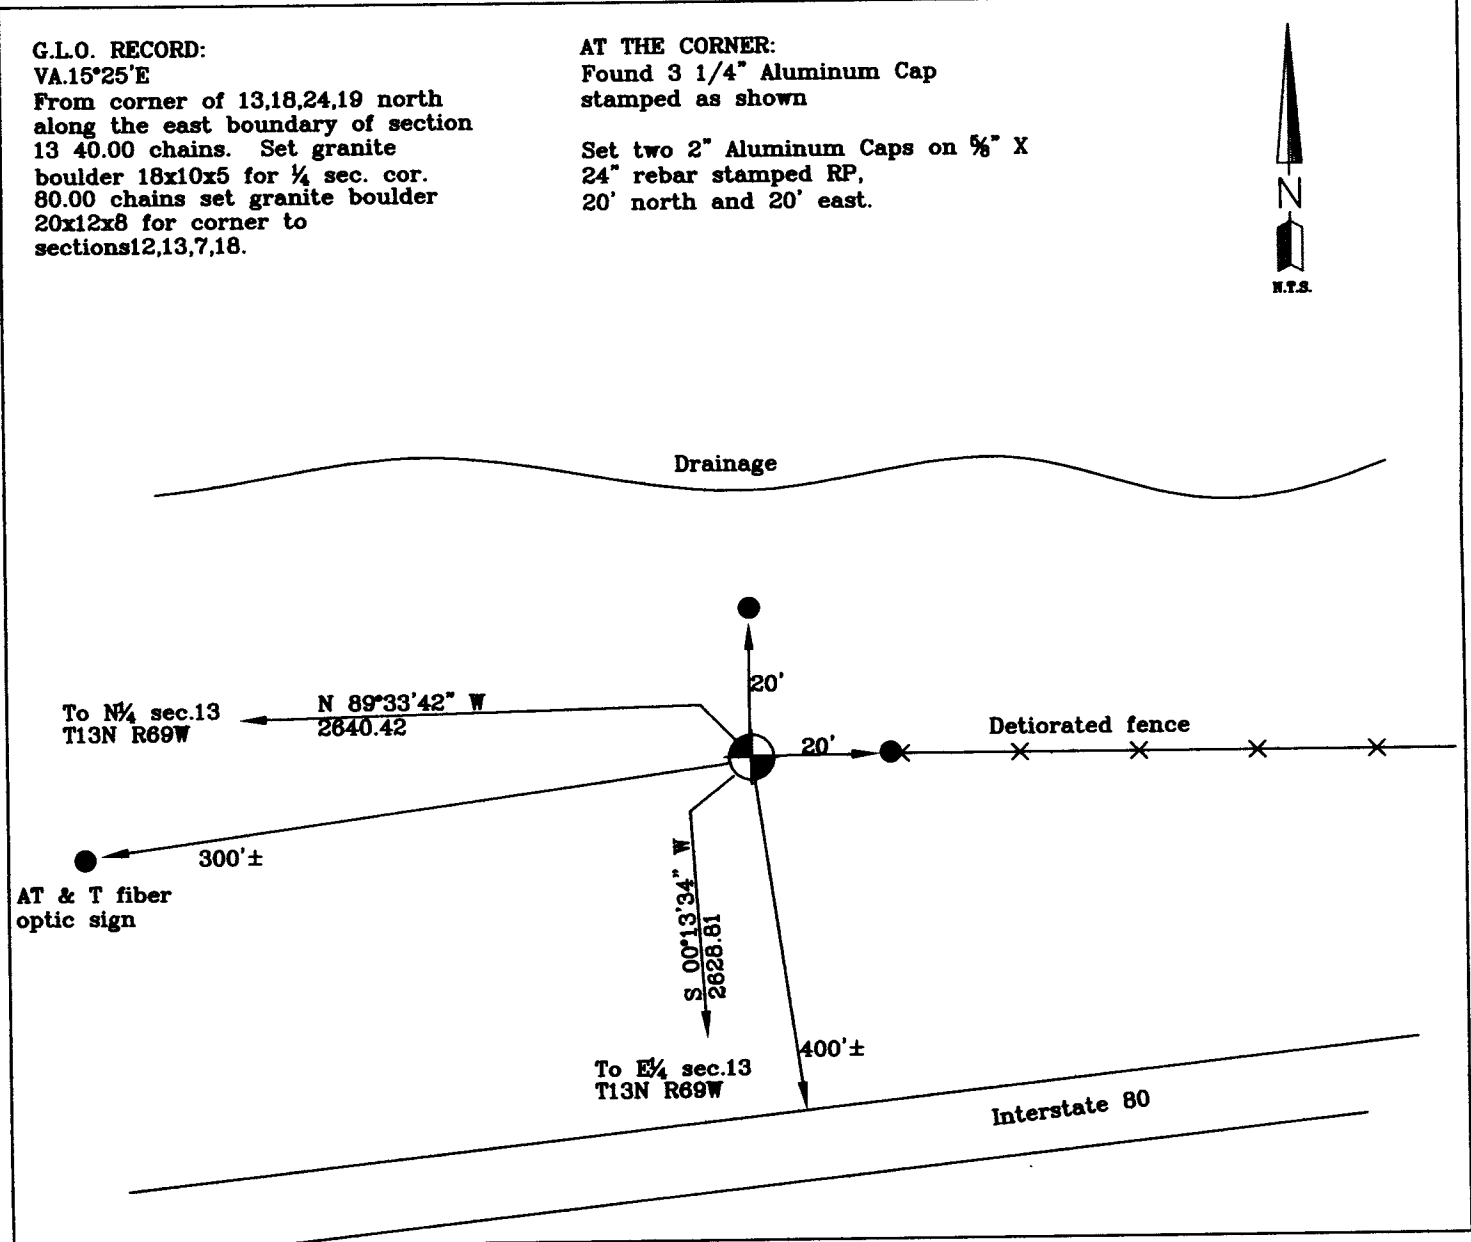 G.L.O. RECORD:
VA.15°25'E
From corner of 13,18,24,19 north
along the east boundary of section
13 40.00 chains. Set granite
boulder 18x10x5 for ¼ sec. cor.
80.00 chains set granite boulder
20x12x8 for corner to
sections12,13,7,18.
AT THE CORNER:
Found 3 1/4" Aluminum Cap
stamped as shown
Set two 2" Aluminum Caps on ⅝" X
24" rebar stamped RP,
20' north and 20' east.
N
N.T.S.
Drainage
20'
To N¼ sec.13
T13N R69W
N 89°33'42" W
2640.42
20'
Detiorated fence
300'±
AT & T fiber
optic sign
S 00°13'34" W
2628.81
To E¼ sec.13
T13N R69W
400'±
Interstate 80